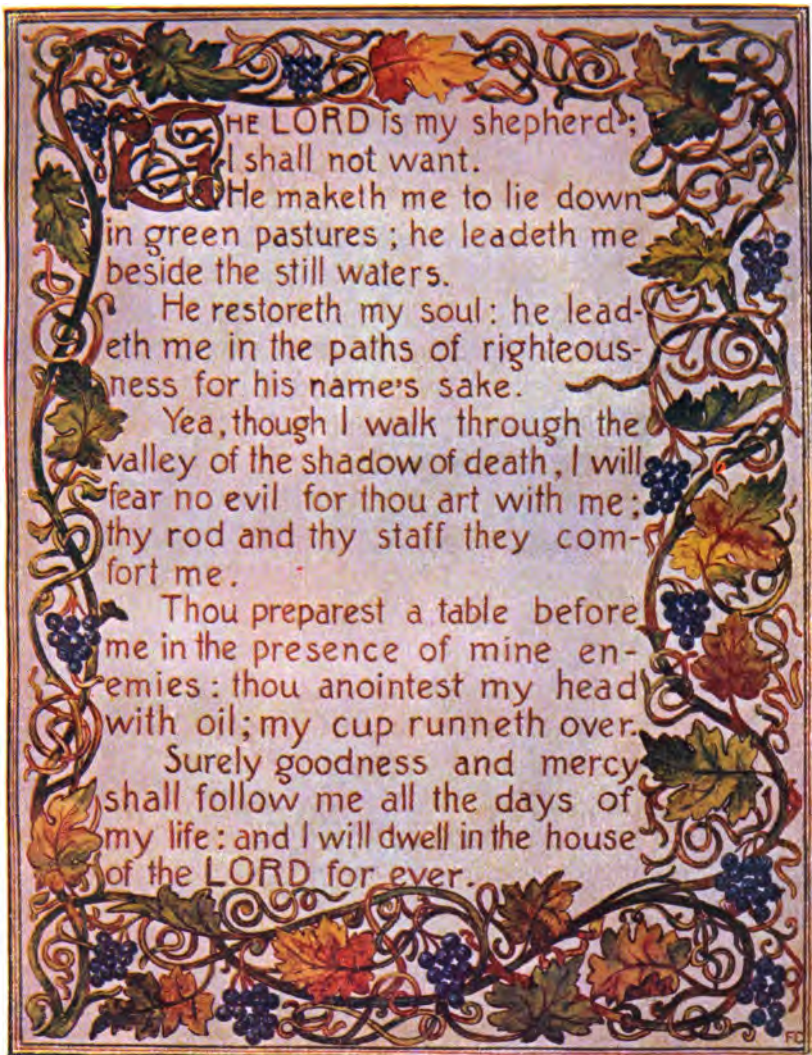 THE LORD is my shepherd;
I shall not want.
He maketh me to lie down
in green pastures; he leadeth me
beside the still waters.
He restoreth my soul: he lead-
eth me in the paths of righteous-
ness for his name's sake.
Yea, though I walk through the
valley of the shadow of death, I will
fear no evil for thou art with me;
thy rod and thy staff they com-
fort me.
Thou preparest a table before
me in the presence of mine en-
emies: thou anointest my head
with oil; my cup runneth over.
Surely goodness and mercy
shall follow me all the days of
my life: and I will dwell in the house
of the LORD for ever.